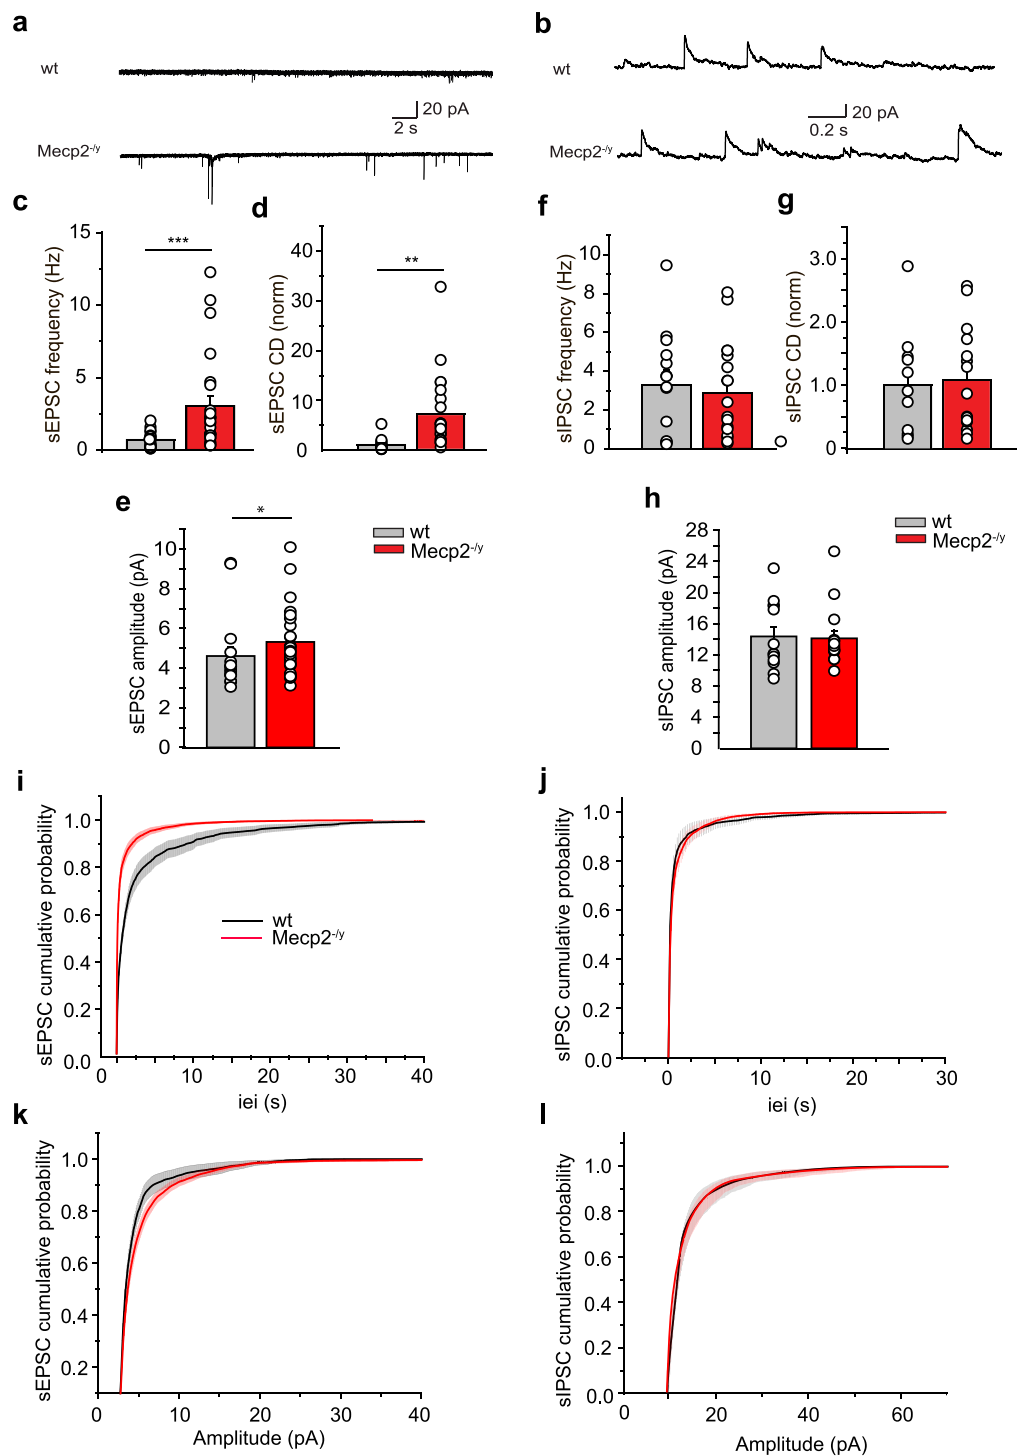 a
wt
20 pA
2 s
Mecp2-/y
b
wt
20 pA
0.2 s
Mecp2-/y
c
sEPSC frequency (Hz)
15
10
5
0
***
d
sEPSC CD (norm)
40
30
20
10
0
**
f
sIPSC frequency (Hz)
10
8
6
4
2
0
g
sIPSC CD (norm)
3.0
2.0
1.0
0
e
sEPSC amplitude (pA)
10
8
6
4
2
0
*
wt
Mecp2-/y
h
sIPSC amplitude (pA)
28
24
20
16
12
8
4
0
wt
Mecp2-/y
i
sEPSC cumulative probability
1.0
0.8
0.6
0.4
0.2
0.0
wt
Mecp2-/y
0 10 20 30 40
iei (s)
j
sIPSC cumulative probability
1.0
0.8
0.6
0.4
0.2
0.0
0 10 20 30
iei (s)
k
sEPSC cumulative probability
1.0
0.8
0.6
0.4
0.2
0 10 20 30 40
Amplitude (pA)
l
sIPSC cumulative probability
1.0
0.8
0.6
0.4
0.2
0.0
0 20 40 60
Amplitude (pA)